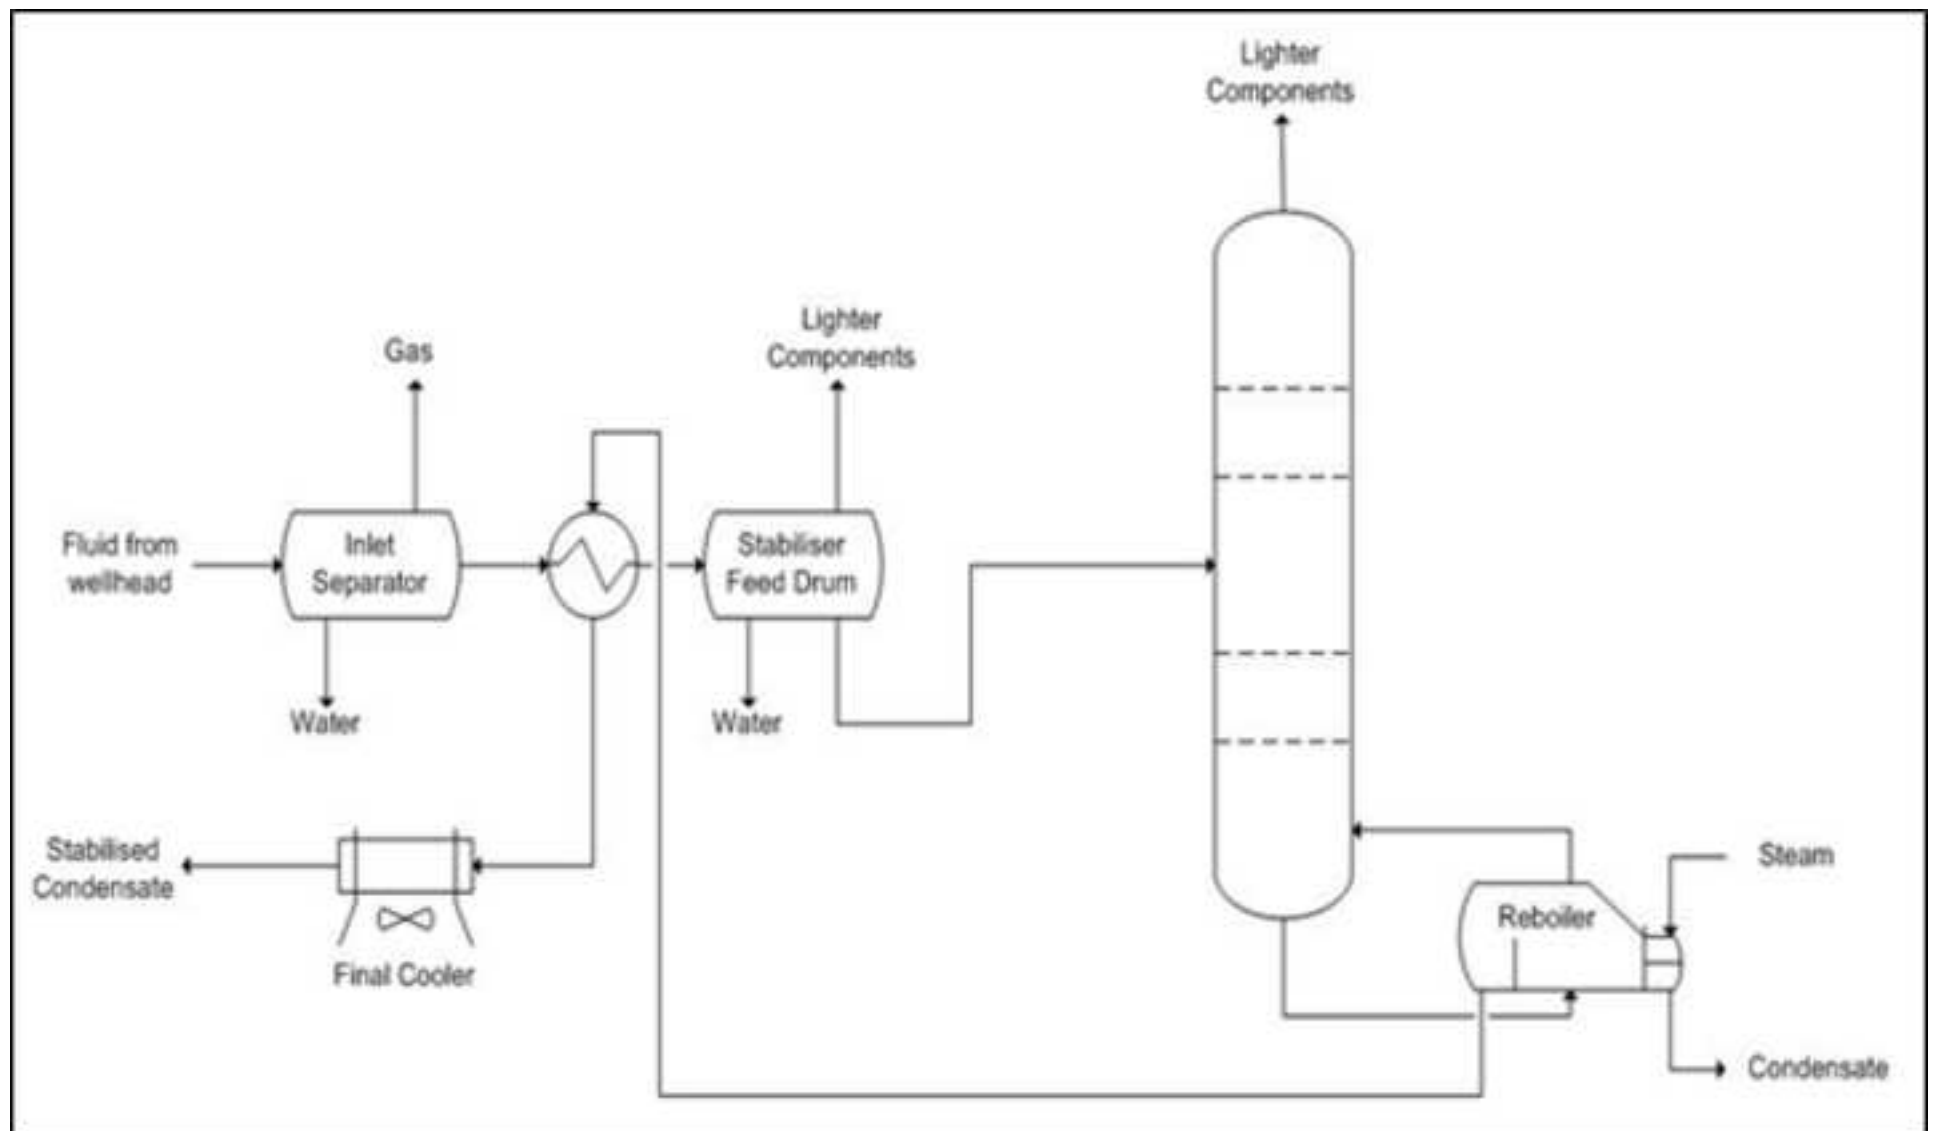 Lighter
Components
Lighter
Components
Gas
Fluid from
wellhead
Inlet
Separator
Stabiliser
Feed Drum
Water
Water
Stabilised
Condensate
Final Cooler
Steam
Reboiler
Condensate